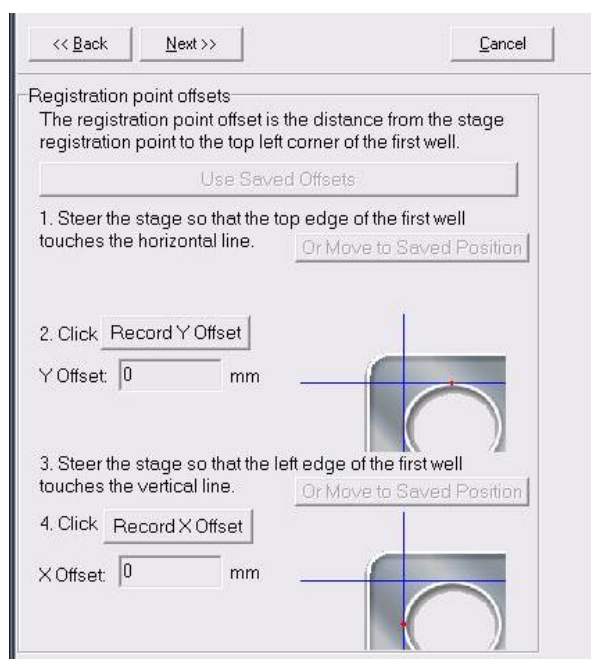 << Back
Next >>
Cancel
Registration point offsets
The registration point offset is the distance from the stage
registration point to the top left corner of the first well.
Use Saved Offsets
1. Steer the stage so that the top edge of the first well
touches the horizontal line.
Or Move to Saved Position
2. Click Record Y Offset
Y Offset: 0 mm
3. Steer the stage so that the left edge of the first well
touches the vertical line.
Or Move to Saved Position
4. Click Record X Offset
X Offset: 0 mm